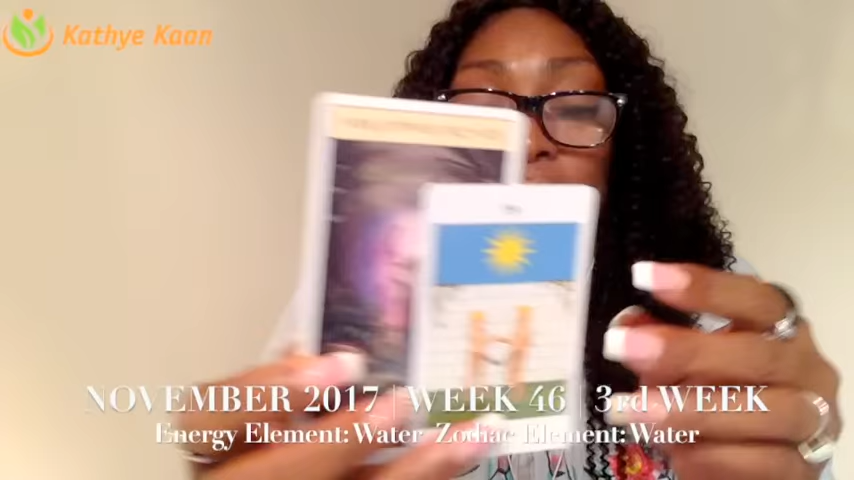 Kathye Kaan
NOVEMBER 2017 | WEEK 46 | 3rd WEEK
Energy Element: Water Zodiac Element: Water